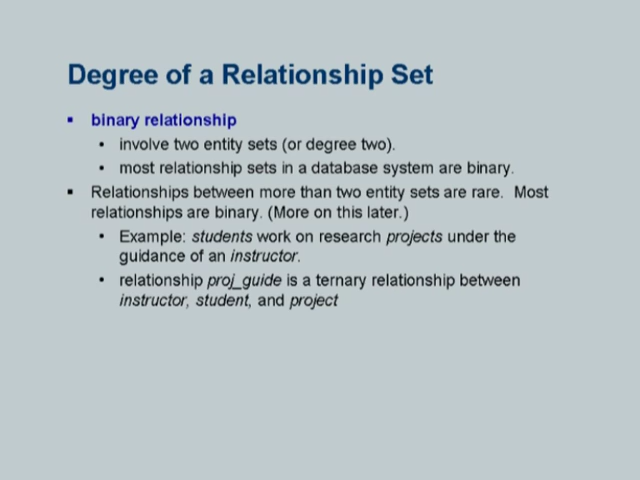 Degree of a Relationship Set
▪ binary relationship
• involve two entity sets (or degree two).
• most relationship sets in a database system are binary.
▪ Relationships between more than two entity sets are rare. Most
relationships are binary. (More on this later.)
• Example: students work on research projects under the
guidance of an instructor.
• relationship proj_guide is a ternary relationship between
instructor, student, and project